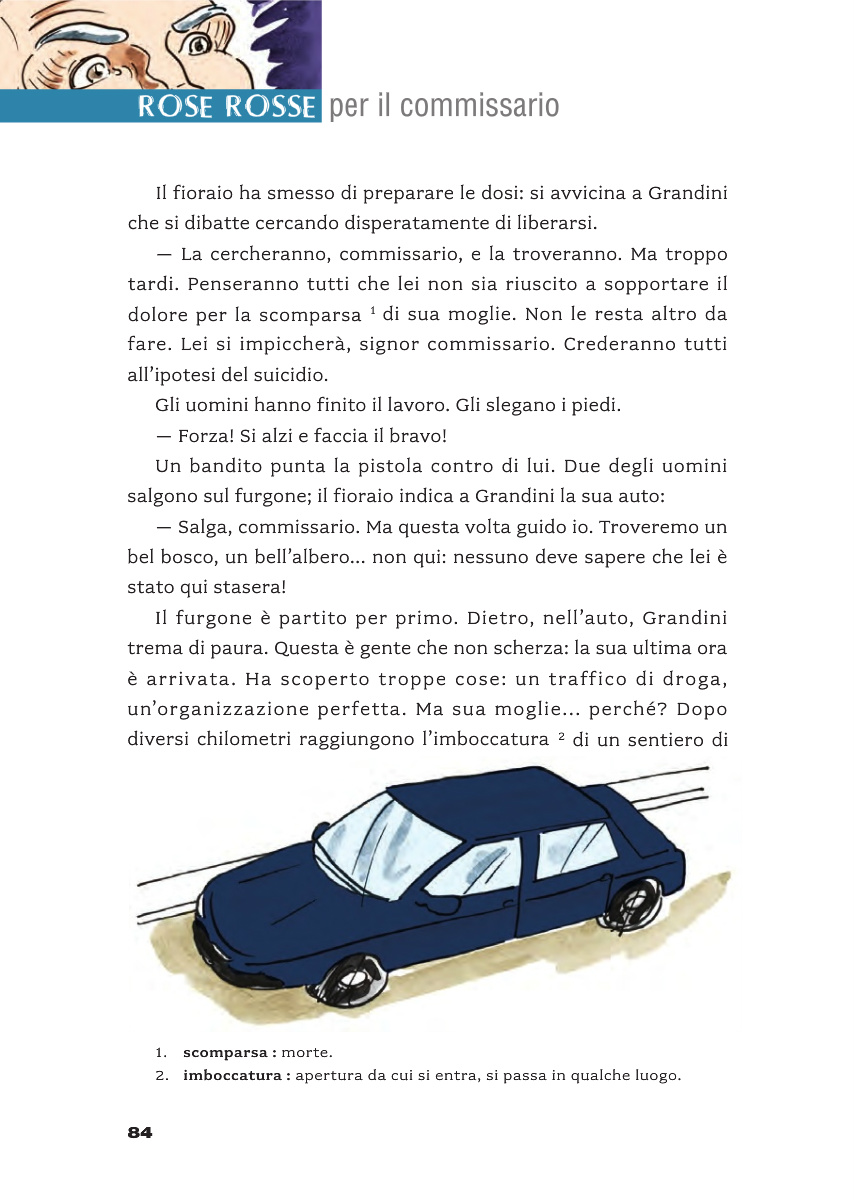 ROSE ROSSE per il commissario
Il fioraio ha smesso di preparare le dosi: si avvicina a Grandini
che si dibatte cercando disperatamente di liberarsi.
— La cercheranno, commissario, e la troveranno. Ma troppo
tardi. Penseranno tutti che lei non sia riuscito a sopportare il
dolore per la scomparsa ¹ di sua moglie. Non le resta altro da
fare. Lei si impiccherà, signor commissario. Crederanno tutti
all’ipotesi del suicidio.
Gli uomini hanno finito il lavoro. Gli slegano i piedi.
— Forza! Si alzi e faccia il bravo!
Un bandito punta la pistola contro di lui. Due degli uomini
salgono sul furgone; il fioraio indica a Grandini la sua auto:
— Salga, commissario. Ma questa volta guido io. Troveremo un
bel bosco, un bell’albero... non qui: nessuno deve sapere che lei è
stato qui stasera!
Il furgone è partito per primo. Dietro, nell’auto, Grandini
trema di paura. Questa è gente che non scherza: la sua ultima ora
è arrivata. Ha scoperto troppe cose: un traffico di droga,
un’organizzazione perfetta. Ma sua moglie... perché? Dopo
diversi chilometri raggiungono l’imboccatura ² di un sentiero di
1. scomparsa : morte.
2. imboccatura : apertura da cui si entra, si passa in qualche luogo.
84